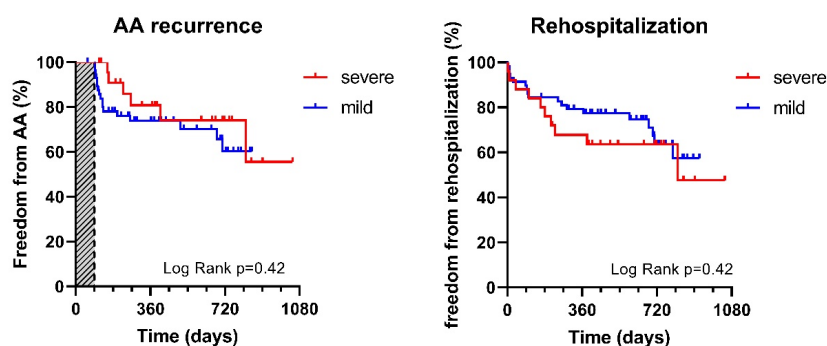 AA recurrence
Freedom from AA (%)
100
80
60
40
20
0
0 360 720 1080
Time (days)
severe
mild
Log Rank p=0.42
Rehospitalization
freedom from rehospitalization (%)
100
80
60
40
20
0
0 360 720 1080
Time (days)
severe
mild
Log Rank p=0.42